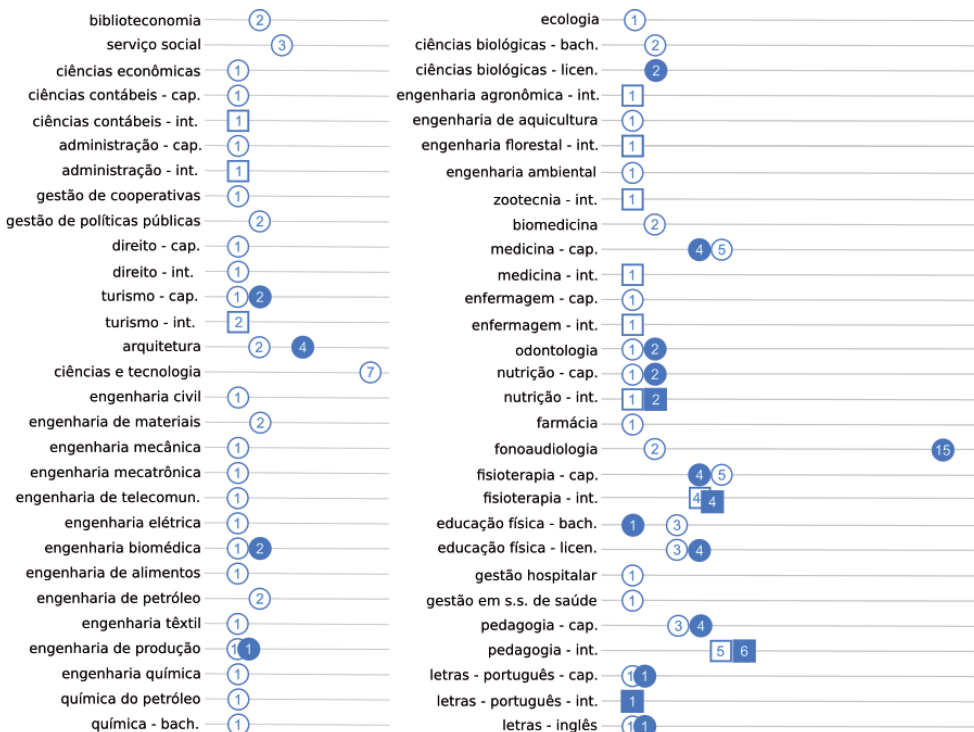 biblioteconomia 2
serviço social 3
ciências econômicas 1
ciências contábeis - cap. 1
ciências contábeis - int. 1
administração - cap. 1
administração - int. 1
gestão de cooperativas 1
gestão de políticas públicas 2
direito - cap. 1
direito - int. 1
turismo - cap. 1 2
turismo - int. 2
arquitetura 2 4
ciências e tecnologia 7
engenharia civil 1
engenharia de materiais 2
engenharia mecânica 1
engenharia mecatrônica 1
engenharia de telecomun. 1
engenharia elétrica 1
engenharia biomédica 1 2
engenharia de alimentos 1
engenharia de petróleo 2
engenharia têxtil 1
engenharia de produção 1 1
engenharia química 1
química do petróleo 1
química - bach. 1
ecologia 1
ciências biológicas - bach. 2
ciências biológicas - licen. 2
engenharia agronômica - int. 1
engenharia de aquicultura 1
engenharia florestal - int. 1
engenharia ambiental 1
zootecnia - int. 1
biomedicina 2
medicina - cap. 4 5
medicina - int. 1
enfermagem - cap. 1
enfermagem - int. 1
odontologia 1 2
nutrição - cap. 1 2
nutrição - int. 1 2
farmácia 1
fonoaudiologia 2 15
fisioterapia - cap. 4 5
fisioterapia - int. 4 4
educação física - bach. 1 3
educação física - licen. 3 4
gestão hospitalar 1
gestão em s.s. de saúde 1
pedagogia - cap. 3 4
pedagogia - int. 5 6
letras - português - cap. 1 1
letras - português - int. 1
letras - inglês 1 1